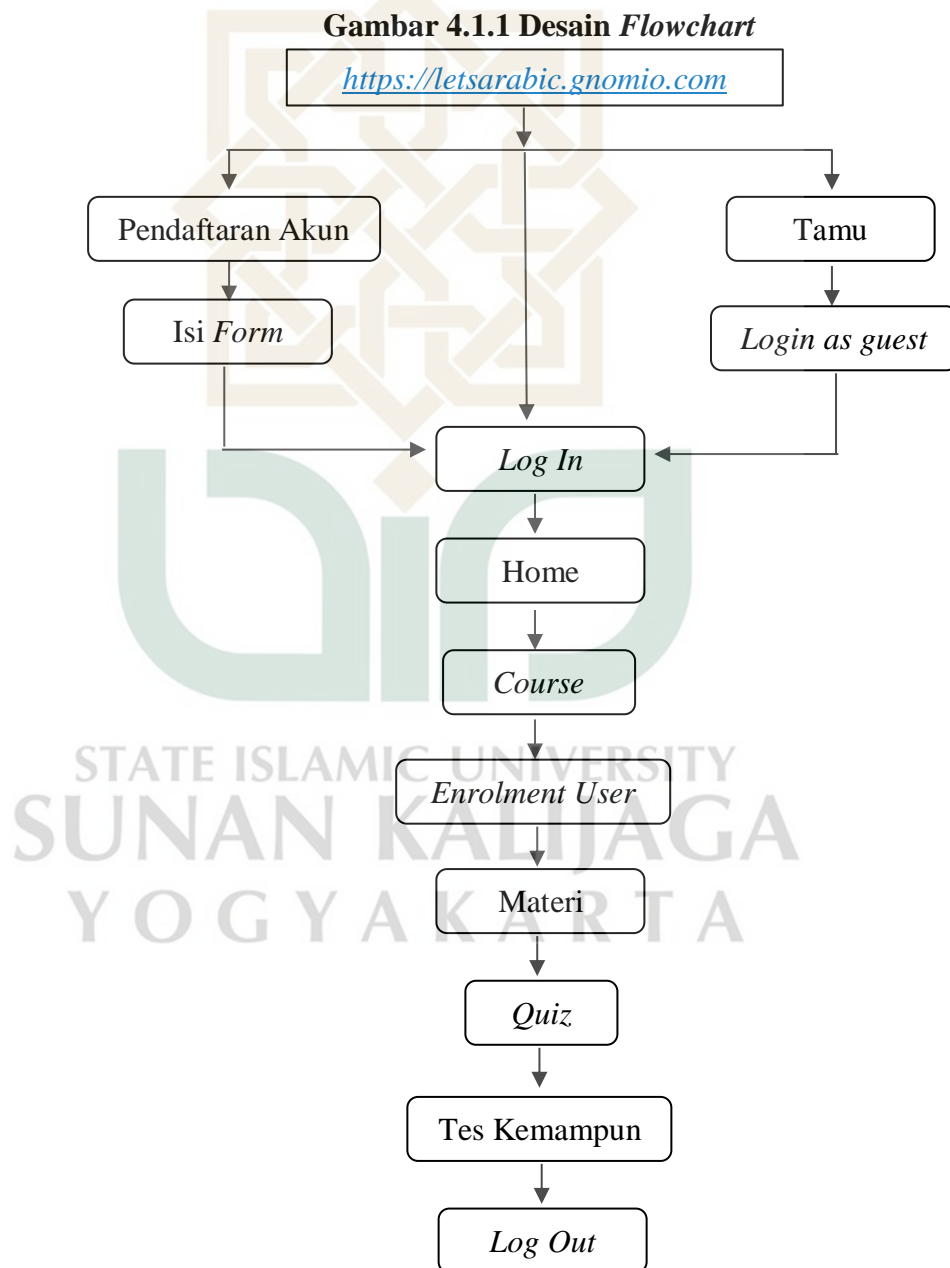 Gambar 4.1.1 Desain Flowchart
https://letsarabic.gnomio.com
Pendaftaran Akun
Tamu
Isi Form
Login as guest
Log In
Home
Course
STATE ISLAMIC UNIVERSITY
Enrolment User
SUNAN KALIJAGA
Materi
YOGYAKARTA
Quiz
Tes Kemampun
Log Out